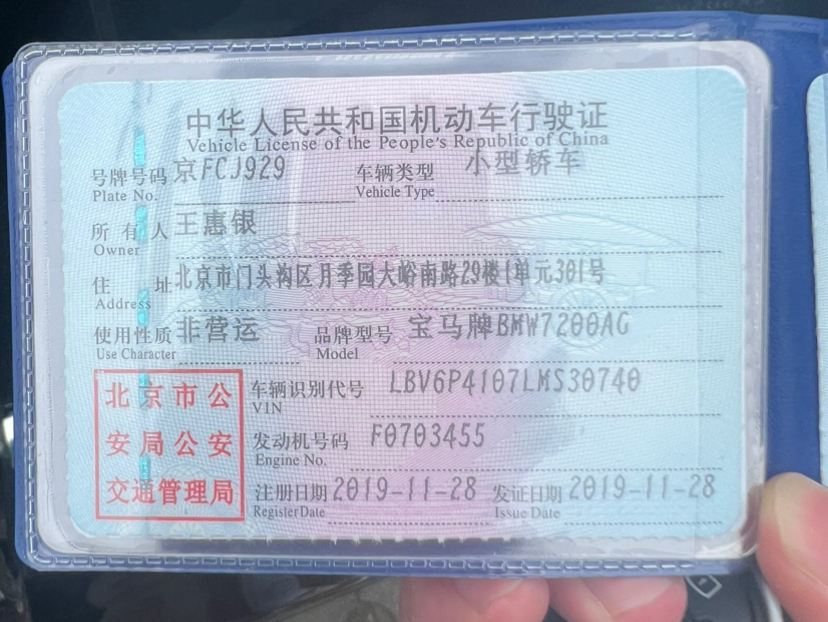 中华人民共和国机动车行驶证
Vehicle License of the People's Republic of China
号牌号码 京FCJ929 车辆类型 小型轿车
Plate No. Vehicle Type
所有人 王惠银
Owner
住址 北京市门头沟区月季园大峪南路29楼1单元301号
Address
使用性质 非营运 品牌型号 宝马牌BMW7200AG
Use Character Model
北京市公安局公安交通管理局
车辆识别代号 LBV6P4107LMS30740
VIN
发动机号码 F0703455
Engine No.
注册日期 2019-11-28 发证日期 2019-11-28
Register Date Issue Date